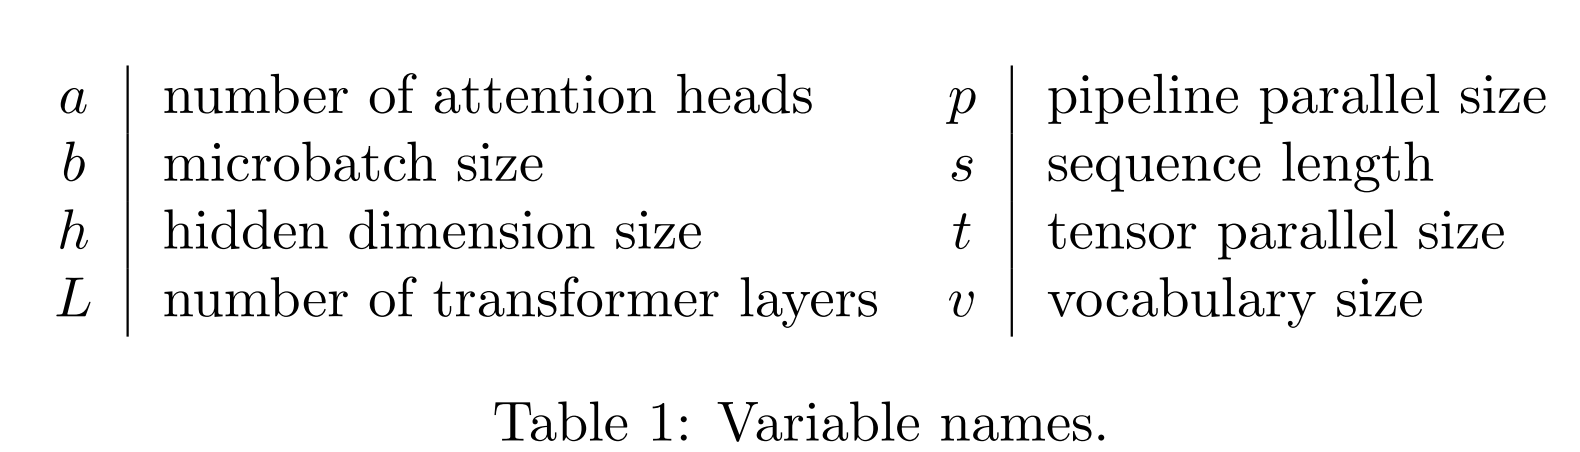 a number of attention heads p pipeline parallel size
b microbatch size s sequence length
h hidden dimension size t tensor parallel size
L number of transformer layers v vocabulary size
Table 1: Variable names.